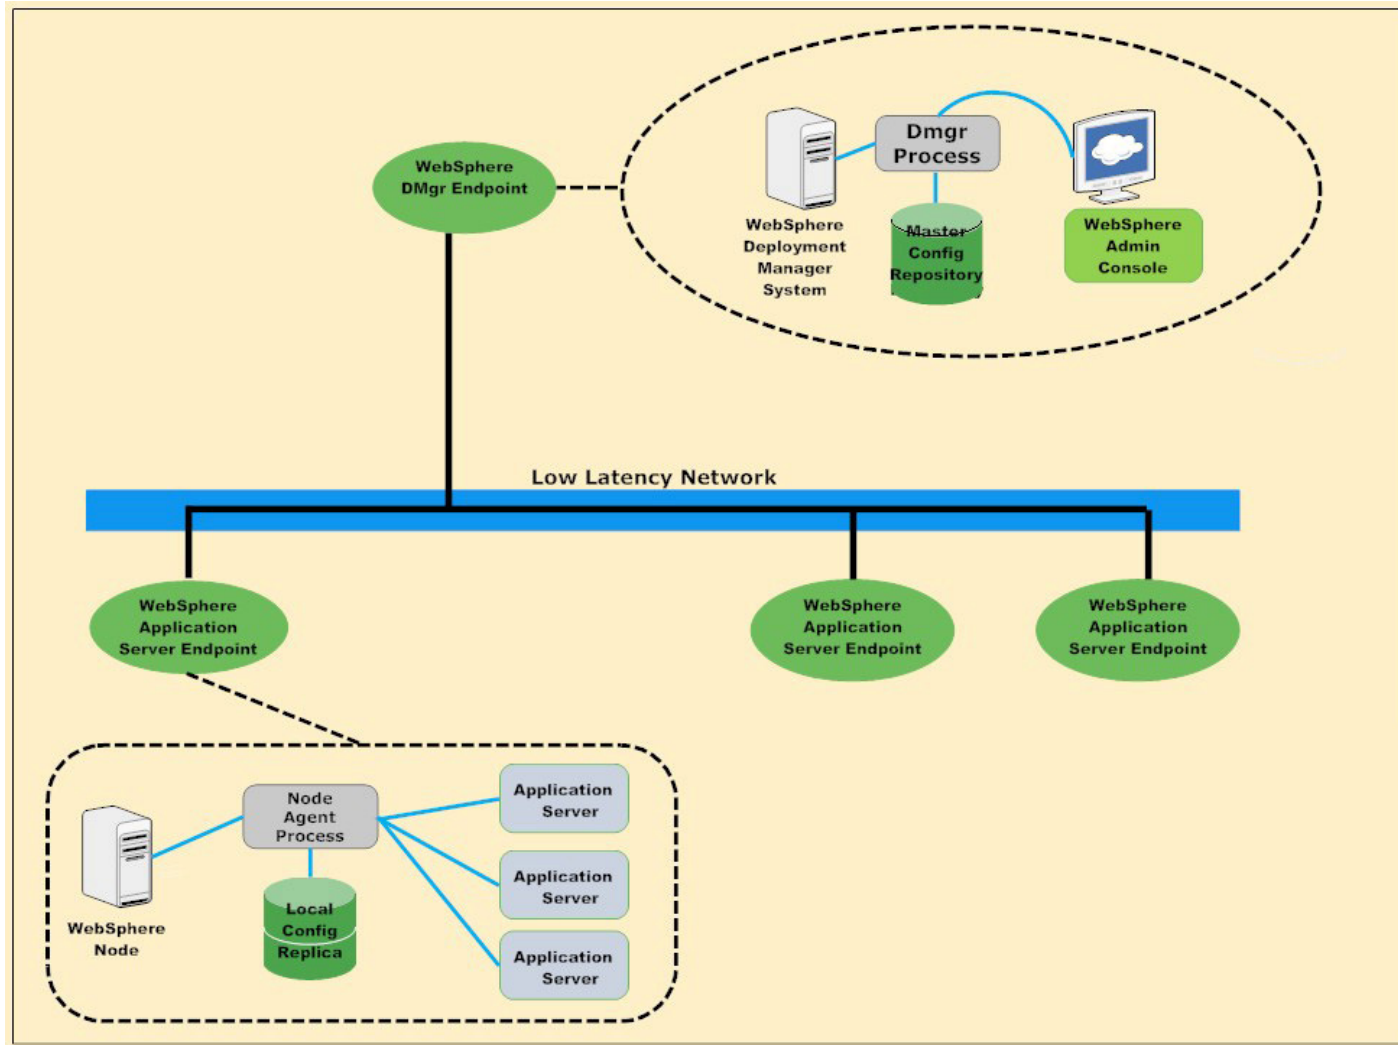 WebSphere
DMgr Endpoint
Dmgr
Process
WebSphere
Deployment
Manager
System
Master
Config
Repository
WebSphere
Admin
Console
Low Latency Network
WebSphere
Application
Server Endpoint
WebSphere
Application
Server Endpoint
WebSphere
Application
Server Endpoint
WebSphere
Node
Node
Agent
Process
Local
Config
Replica
Application
Server
Application
Server
Application
Server